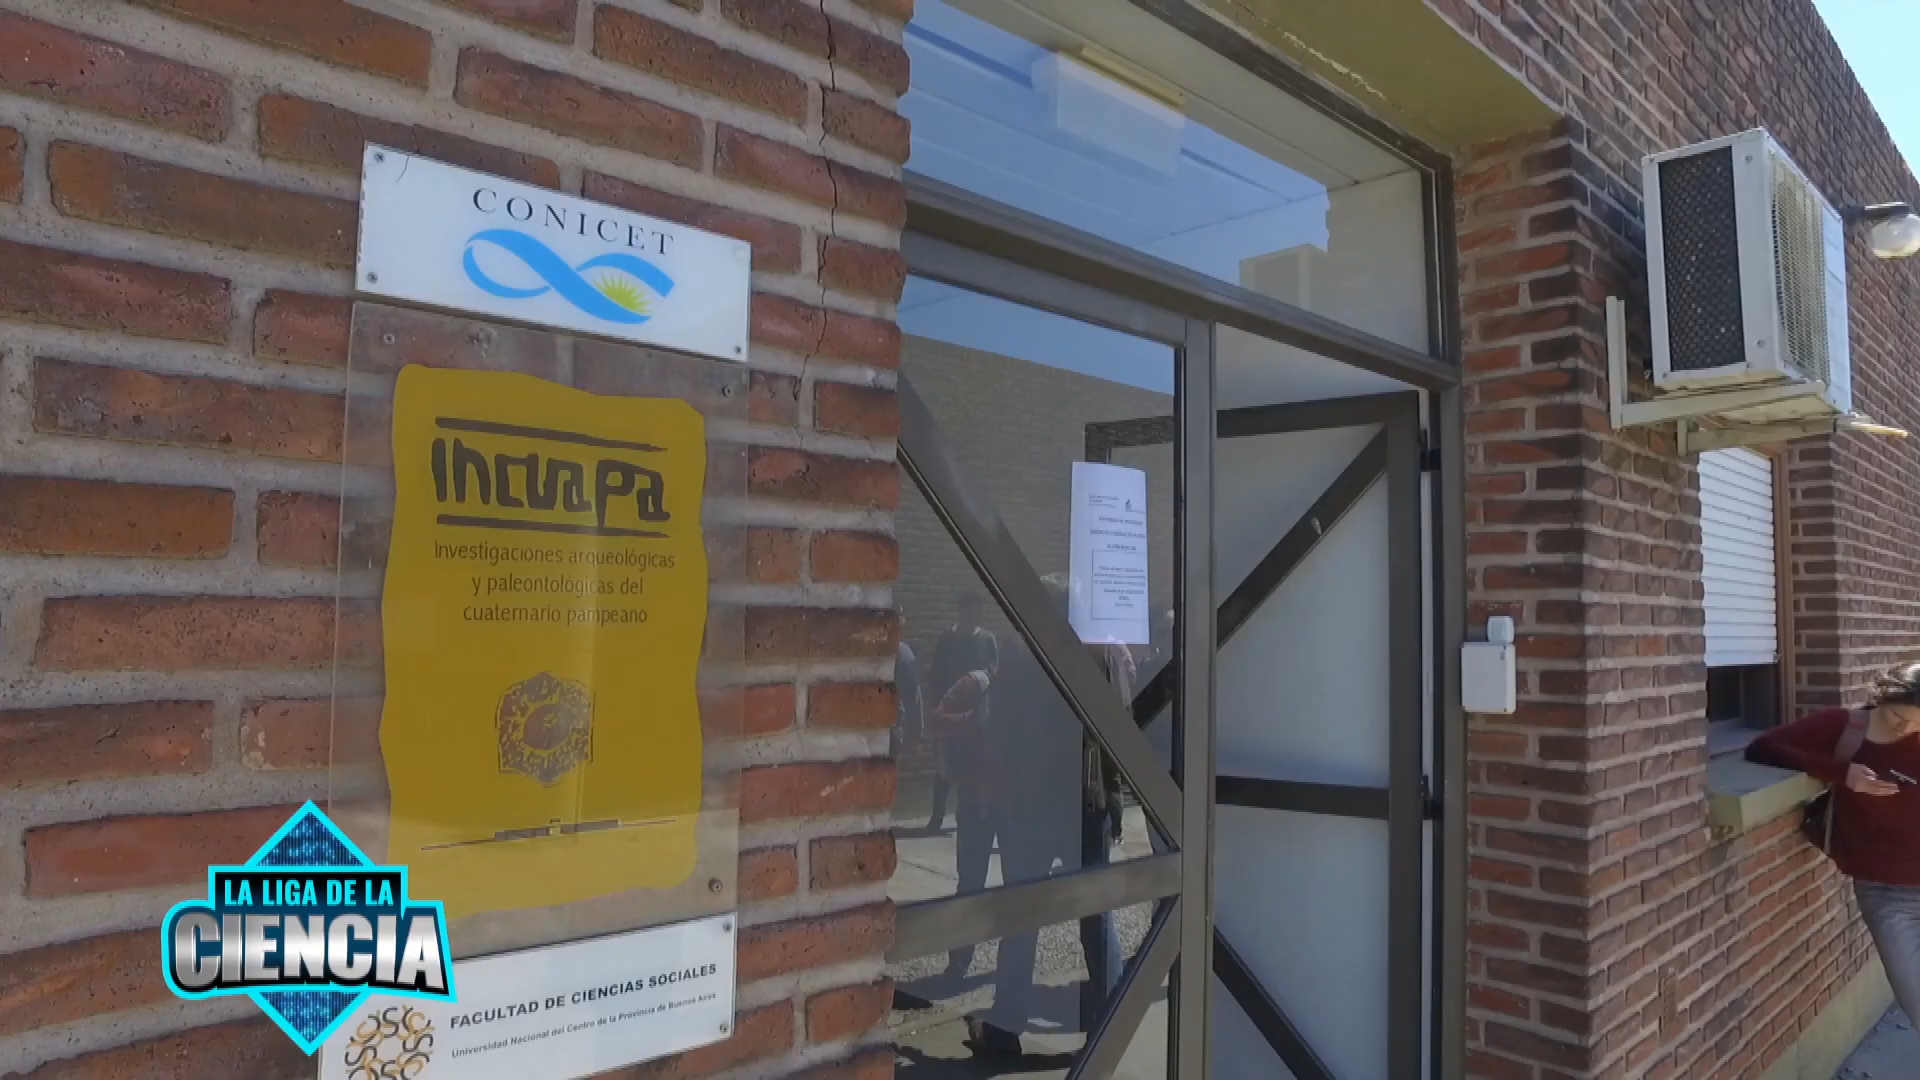 CONICET
incuapa
Investigaciones arqueológicas
y paleontológicas del
cuaternario pampeano
LA LIGA DE LA
CIENCIA
FACULTAD DE CIENCIAS SOCIALES
Universidad Nacional del Centro de la Provincia de Buenos Aires